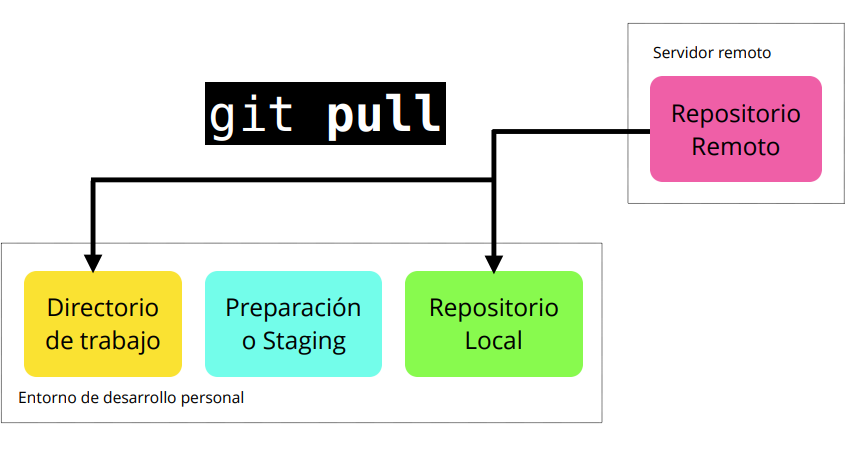 Servidor remoto
git pull
Repositorio
Remoto
Directorio
de trabajo
Preparación
o Staging
Repositorio
Local
Entorno de desarrollo personal